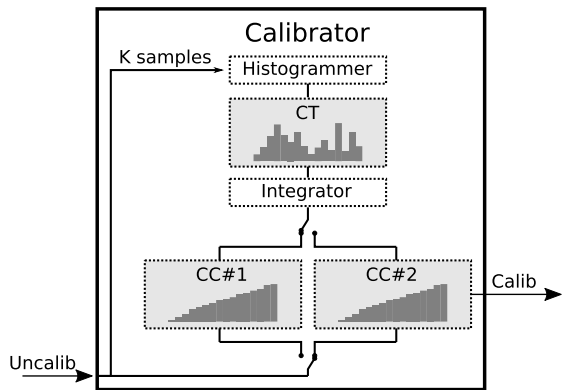 Calibrator
K samples
Histogrammer
CT
Integrator
CC#1
CC#2
Calib
Uncalib